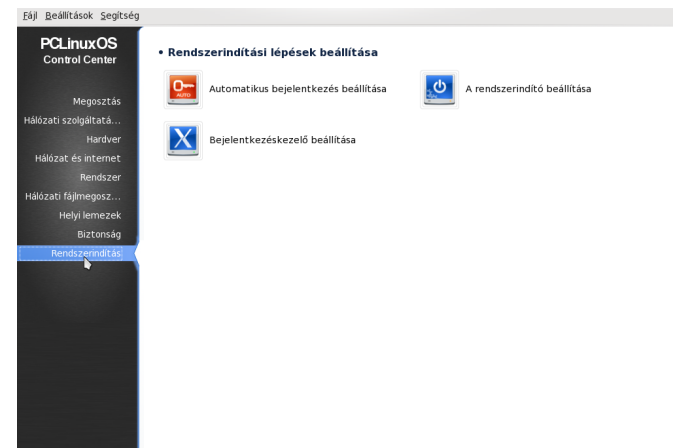 Fájl Beállítások Segítség
PCLinuxOS
Control Center
Megosztás
Hálózati szolgáltatá...
Hardver
Hálózat és internet
Rendszer
Hálózati fájlmegosz...
Helyi lemezek
Biztonság
Rendszerindítás
• Rendszerindítási lépések beállítása
AUTO
Automatikus bejelentkezés beállítása
A rendszerindító beállítása
X
Bejelentkezéskezelő beállítása